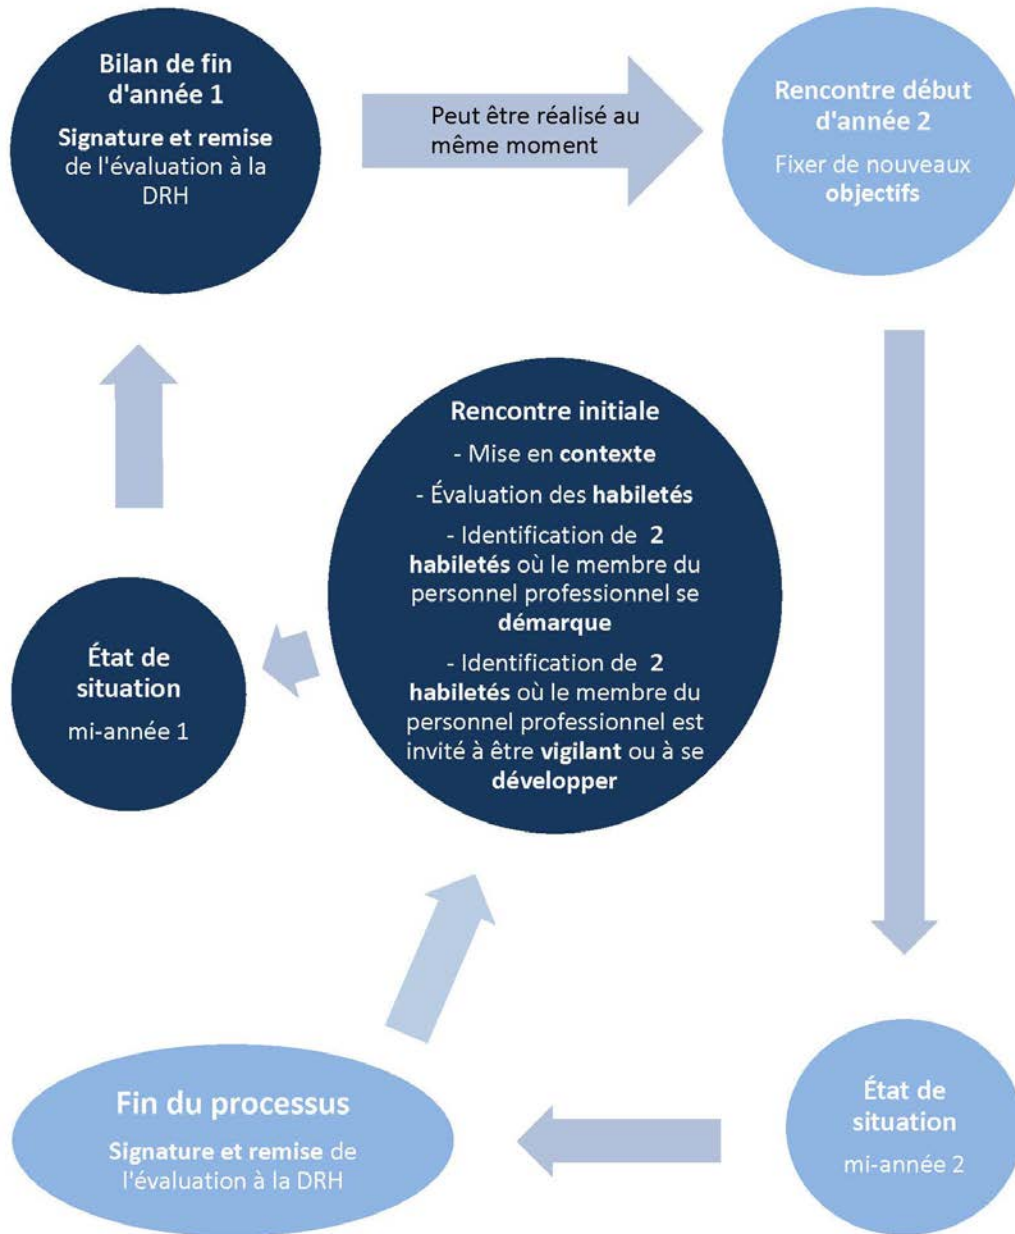 Bilan de fin
d'année 1
Signature et remise
de l'évaluation à la
DRH
Peut être réalisé au
même moment
Rencontre début
d'année 2
Fixer de nouveaux
objectifs
Rencontre initiale
- Mise en contexte
- Évaluation des habiletés
- Identification de 2
habiletés où le membre du
personnel professionnel se
démarque
- Identification de 2
habiletés où le membre du
personnel professionnel est
invité à être vigilant ou à se
développer
État de
situation
mi-année 1
Fin du processus
Signature et remise de
l'évaluation à la DRH
État de
situation
mi-année 2